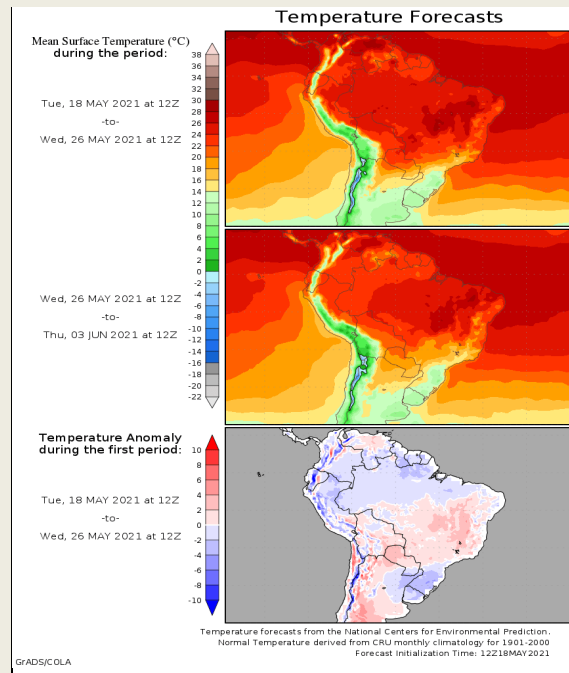 Temperature Forecasts
Mean Surface Temperature (°C)
during the period:
Tue, 18 MAY 2021 at 12Z
-to-
Wed, 26 MAY 2021 at 12Z
38
36
34
32
30
28
26
24
22
20
18
16
14
12
10
8
6
4
2
0
-2
-4
-6
-8
-10
-12
-14
-16
-18
-20
-22
Wed, 26 MAY 2021 at 12Z
-to-
Thu, 03 JUN 2021 at 12Z
Temperature Anomaly
during the first period:
Tue, 18 MAY 2021 at 12Z
-to-
Wed, 26 MAY 2021 at 12Z
10
8
6
4
2
0
-2
-4
-6
-8
-10
Temperature forecasts from the National Centers for Environmental Prediction.
Normal Temperature derived from CRU monthly climatology for 1901-2000
Forecast Initialization Time: 12Z18MAY2021
GrADS/COLA